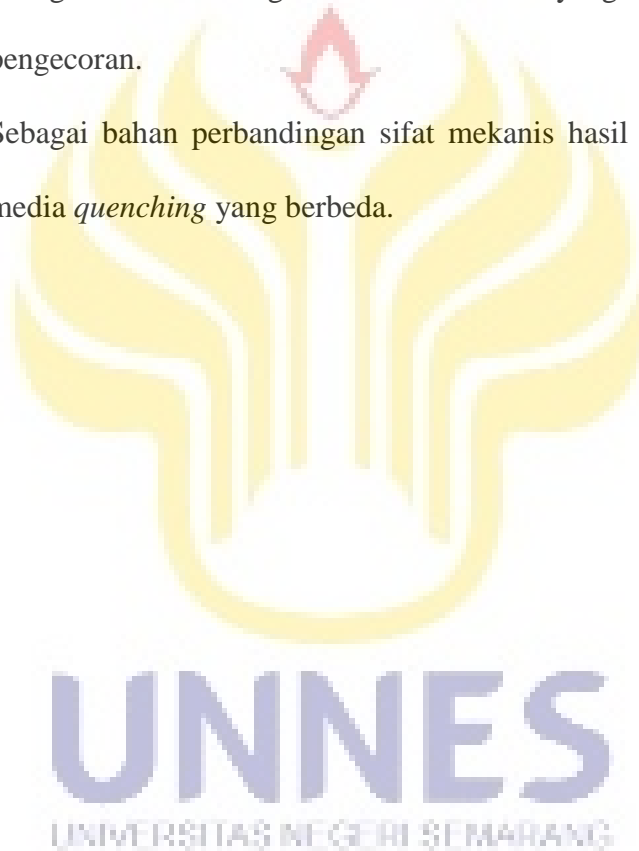 pengecoran.
Sebagai bahan perbandingan sifat mekanis hasil
media quenching yang berbeda.
UNNES
UNIVERSITAS NEGERI SEMARANG